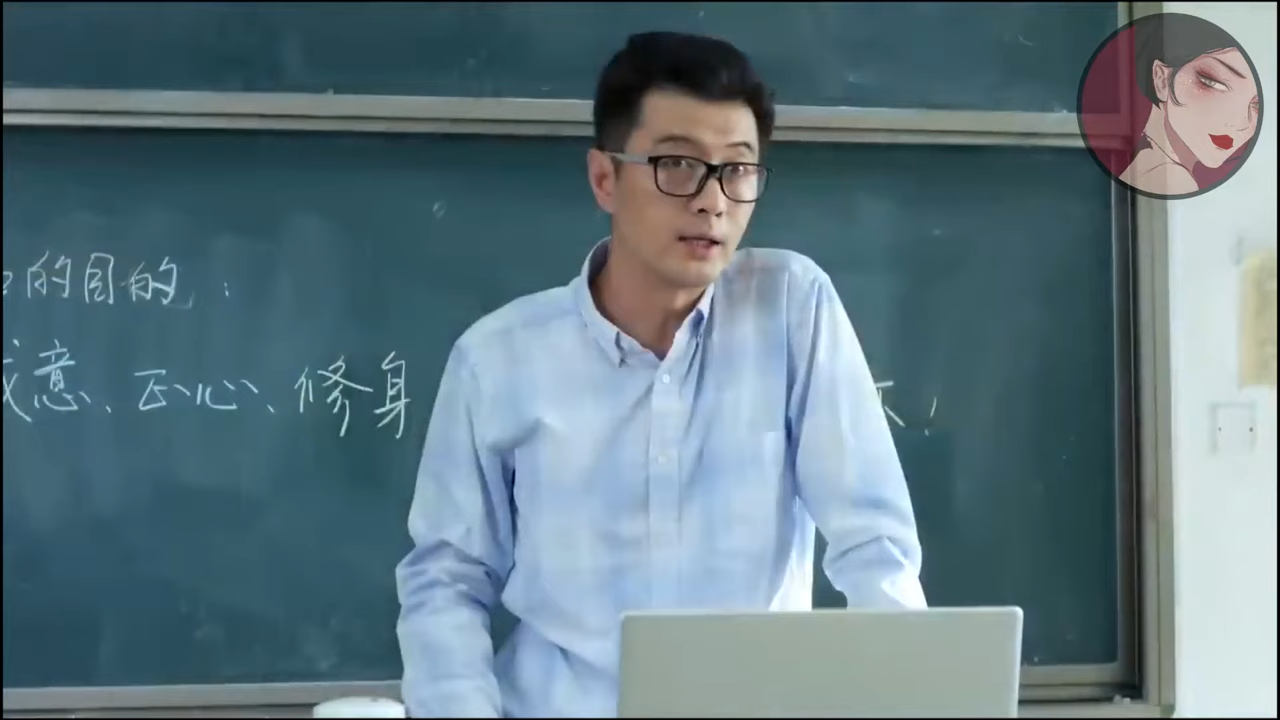 的目的：
意、正心、修身
！